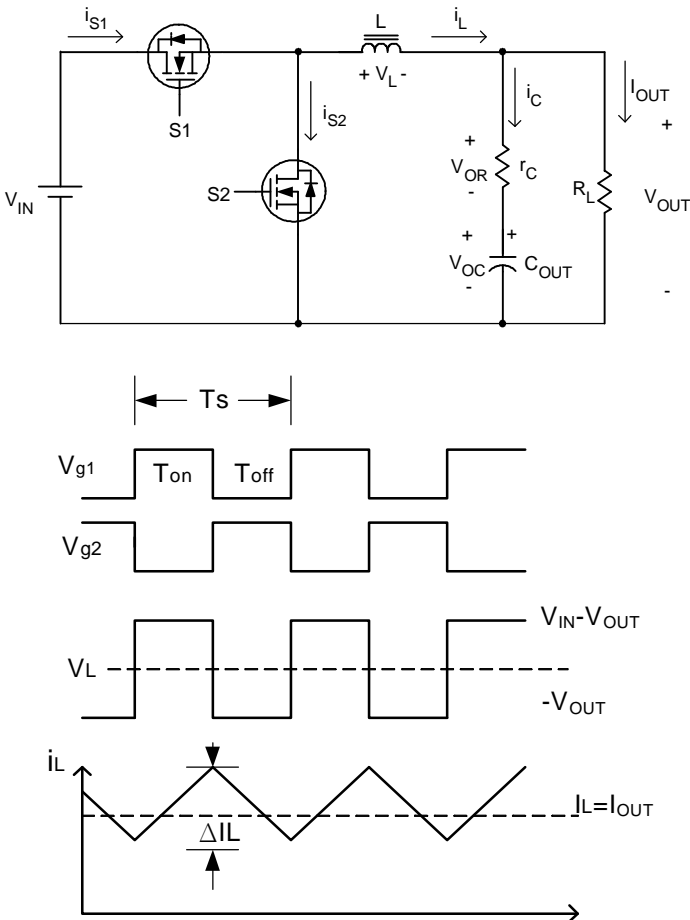 iS1
L
iL
+ VL -
S1
iS2
iC
IOUT
+
S2
VIN
+
VOR
-
rC
RL
VOUT
+
+
VOC
-
COUT
-
Ts
Vg1
Ton
Toff
Vg2
VIN-VOUT
VL
-VOUT
iL
IL=IOUT
ΔIL